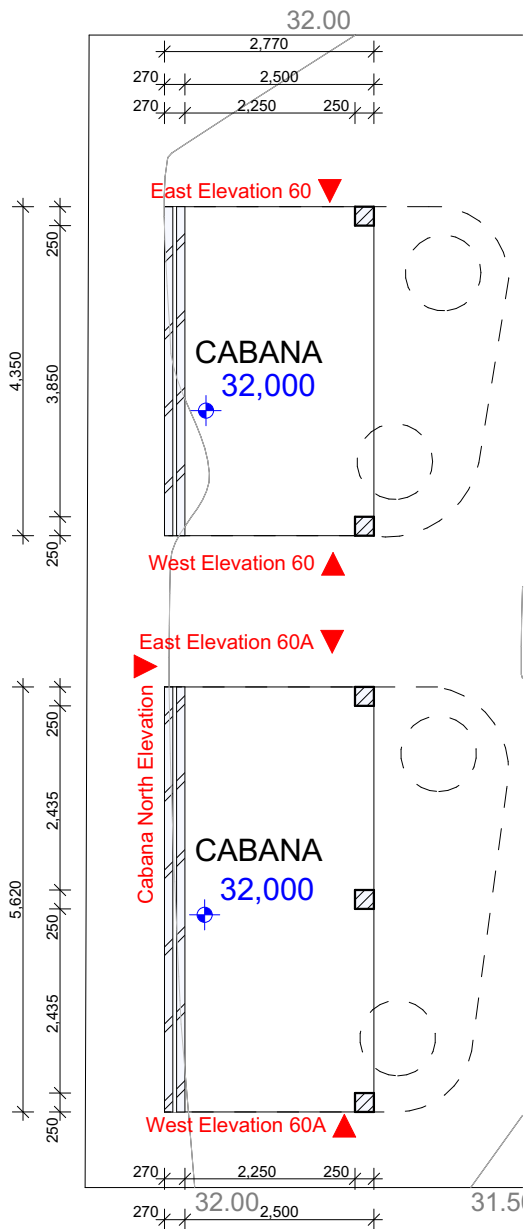 32.00
2,770
270 2,500
270 2,250 250
East Elevation 60
250
4,350
3,850
CABANA
32,000
250
West Elevation 60
East Elevation 60A
Cabana North Elevation
250
2,435
CABANA
32,000
5,620
250
2,435
250
West Elevation 60A
270 2,250 250
32.00
31.50
270 2,500